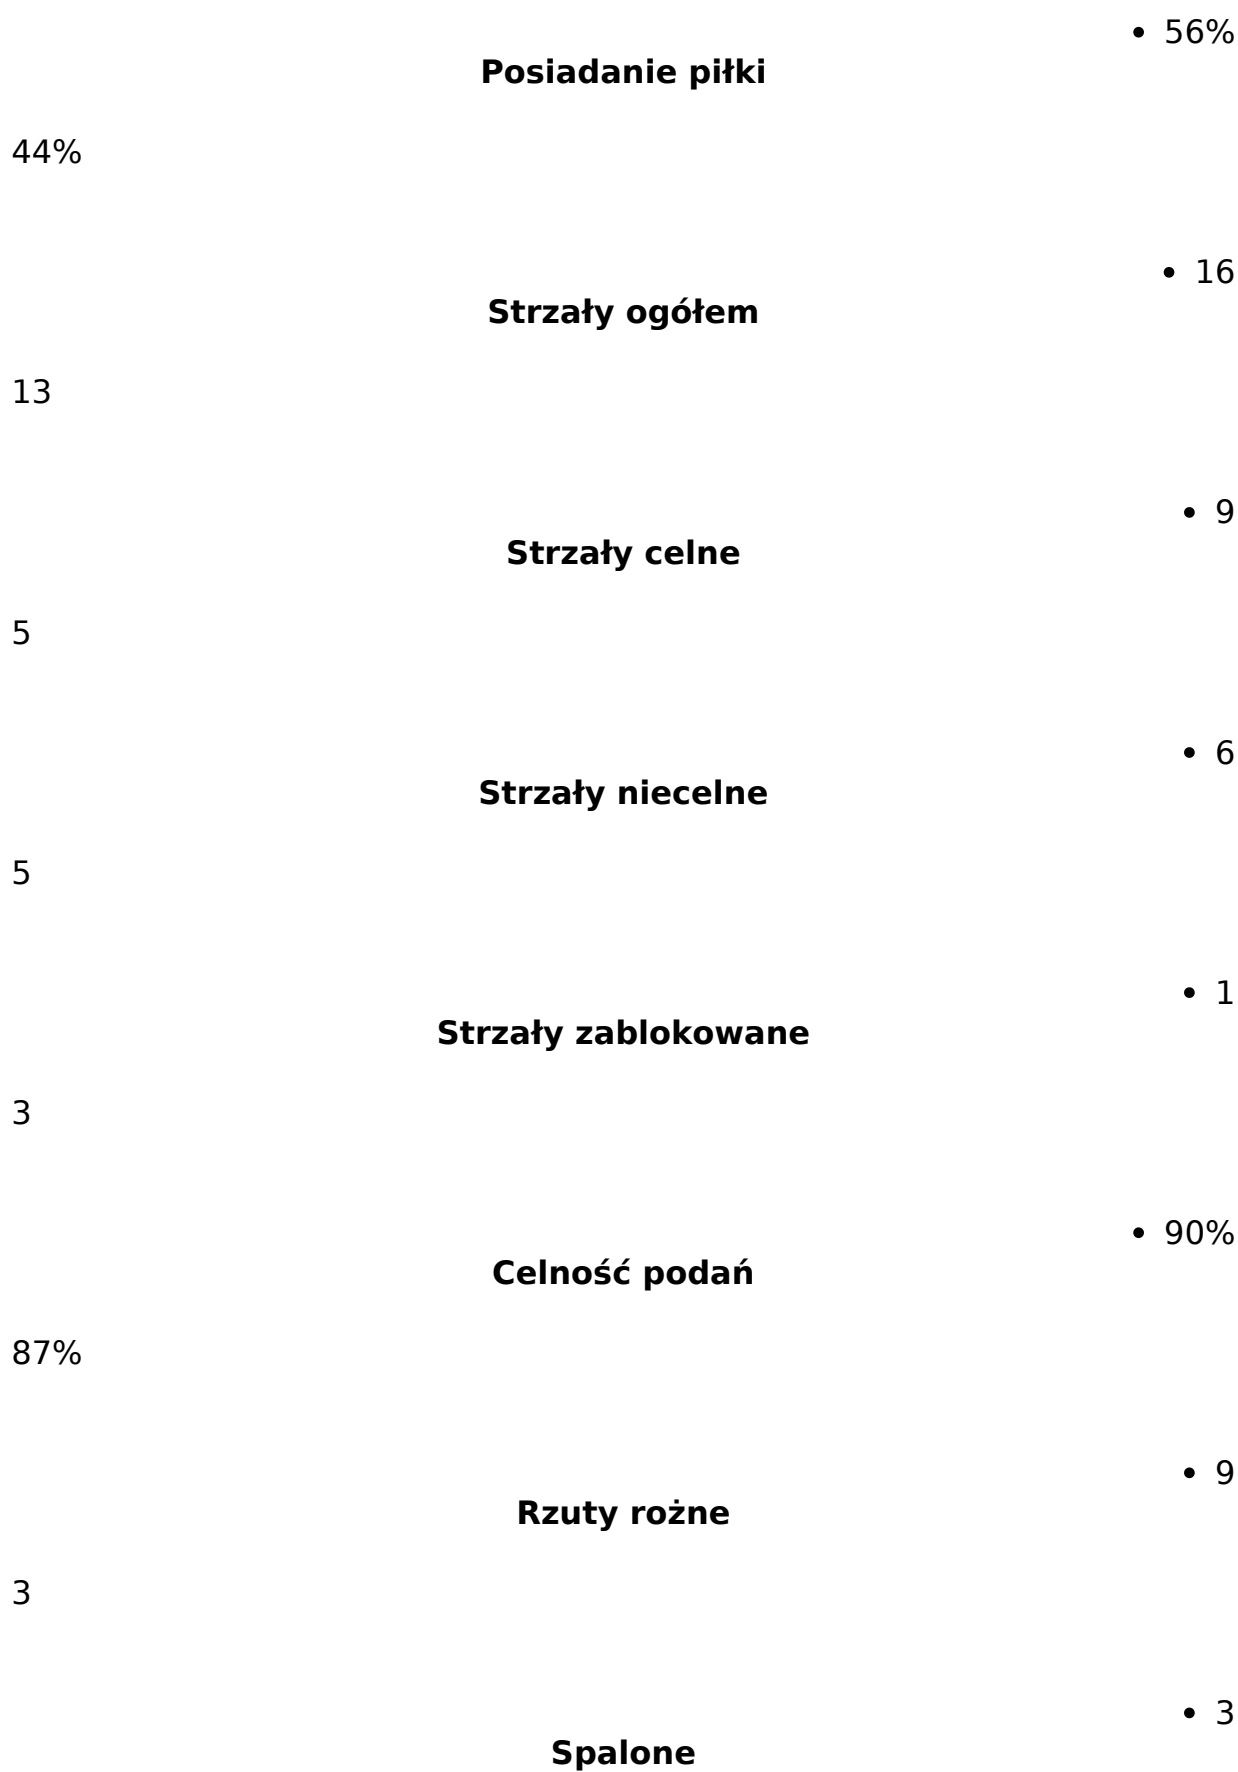 • 56%
Posiadanie piłki
44%
• 16
Strzały ogółem
13
• 9
Strzały celne
5
• 6
Strzały niecelne
5
• 1
Strzały zablokowane
3
• 90%
Celność podań
87%
• 9
Rzuty rożne
3
• 3
Spalone